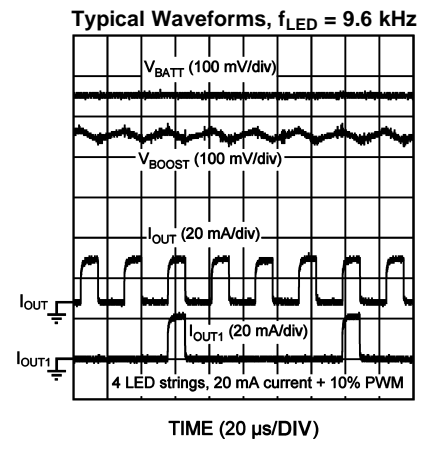 Typical Waveforms, fLED = 9.6 kHz
VBATT (100 mV/div)
VBOOST (100 mV/div)
IOUT (20 mA/div)
IOUT
IOUT1 (20 mA/div)
IOUT1
4 LED strings, 20 mA current + 10% PWM
TIME (20 µs/DIV)